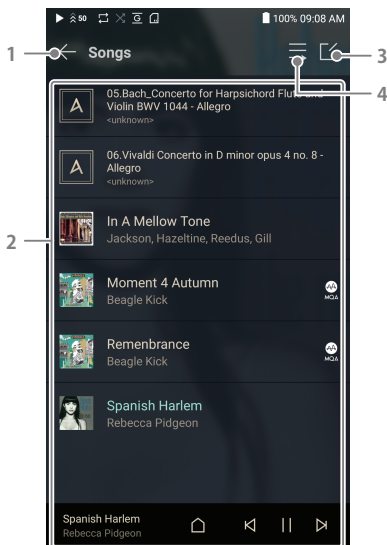 50 G 100% 09:08 AM
1 Songs 3
4
05.Bach_Concerto for Harpsichord Flute and
Violin BWV 1044 - Allegro
<unknown>
A
06.Vivaldi Concerto in D minor opus 4 no. 8 -
Allegro
<unknown>
A
2
In A Mellow Tone
Jackson, Hazeltine, Reedus, Gill
Moment 4 Autumn
Beagle Kick
MQA
Remenbrance
Beagle Kick
MQA
Spanish Harlem
Rebecca Pidgeon
Spanish Harlem
Rebecca Pidgeon